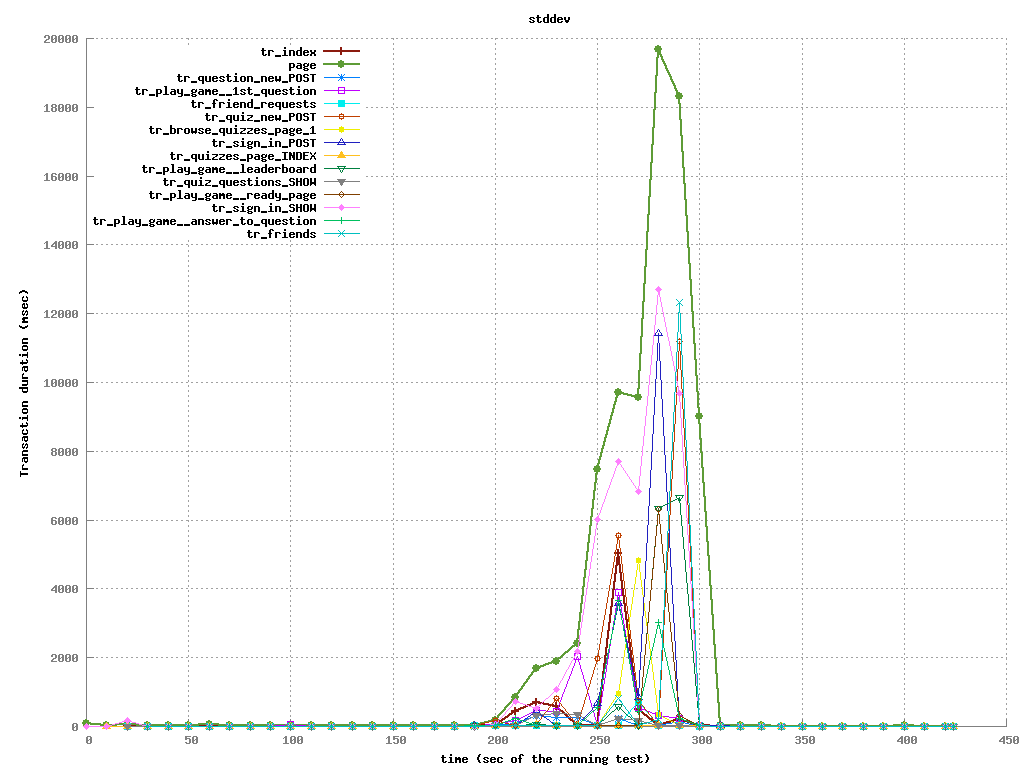 stddev
20000
18000
16000
14000
12000
10000
8000
6000
4000
2000
0
Transaction duration (msec)
tr_index
page
tr_question_new_POST
tr_play_game__1st_question
tr_friend_requests
tr_quiz_new_POST
tr_browse_quizzes_page_1
tr_sign_in_POST
tr_quizzes_page_INDEX
tr_play_game__leaderboard
tr_quiz_questions_SHOW
tr_play_game__ready_page
tr_sign_in_SHOW
tr_play_game__answer_to_question
tr_friends
0 50 100 150 200 250 300 350 400 450
time (sec of the running test)